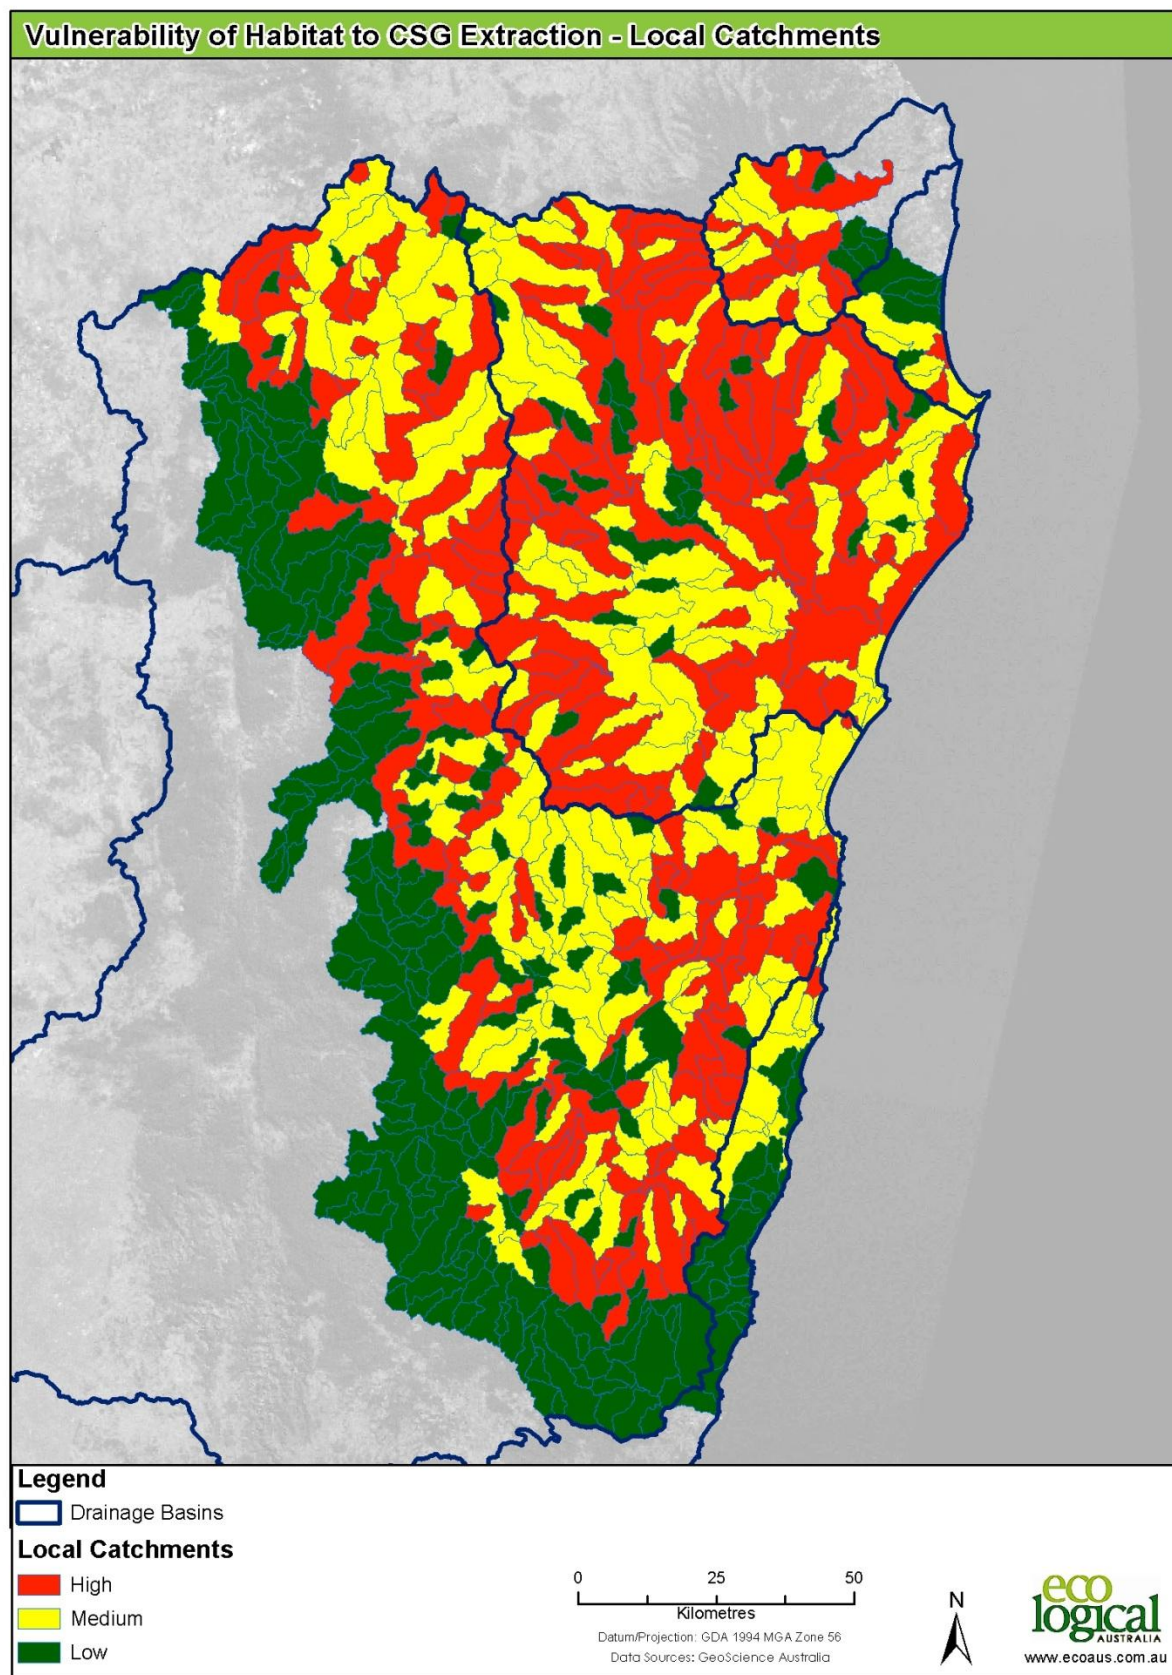 Vulnerability of Habitat to CSG Extraction - Local Catchments
Legend
Drainage Basins
Local Catchments
High
Medium
Low
0 25 50
Kilometres
Datum/Projection: GDA 1994 MGA Zone 56
Data Sources: GeoScience Australia
N
eco
logical
AUSTRALIA
www.ecoaus.com.au